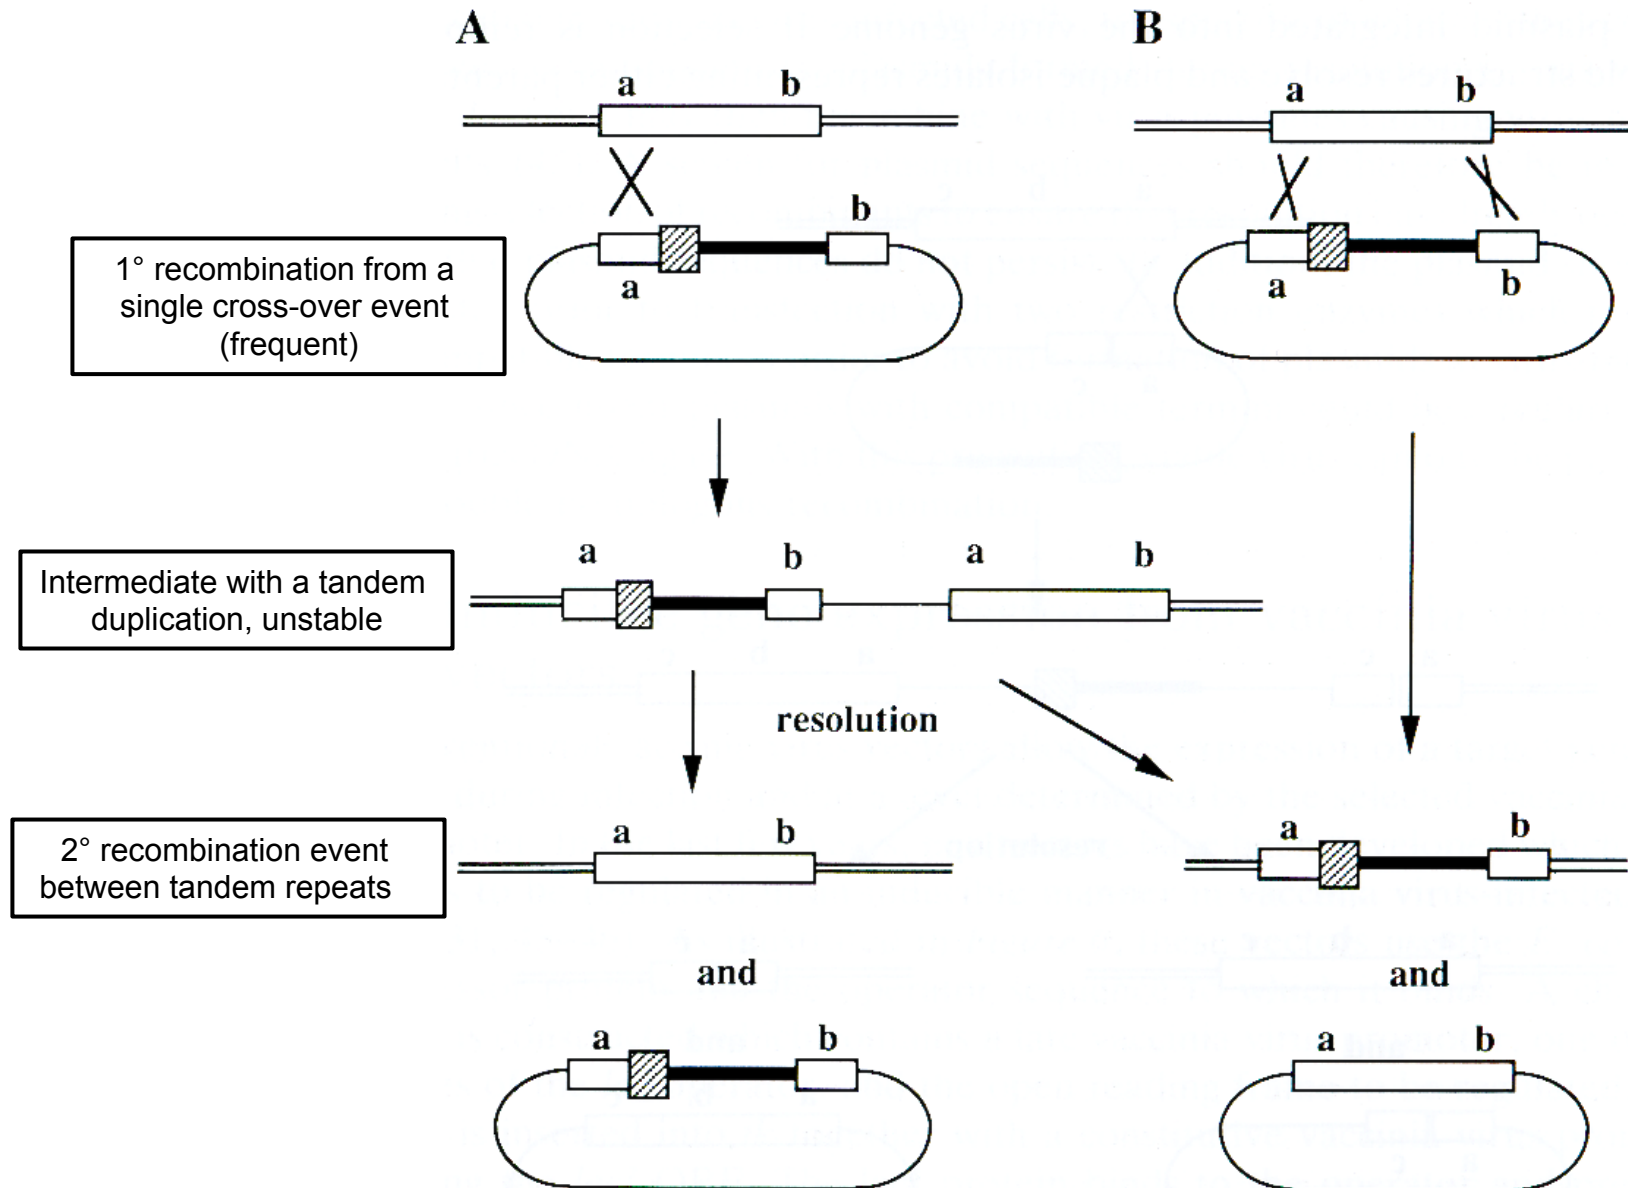 A
B
a b
a b
b
a
a b
1° recombination from a
single cross-over event
(frequent)
a b a b
Intermediate with a tandem
duplication, unstable
resolution
a b
a b
2° recombination event
between tandem repeats
and
and
a b
a b